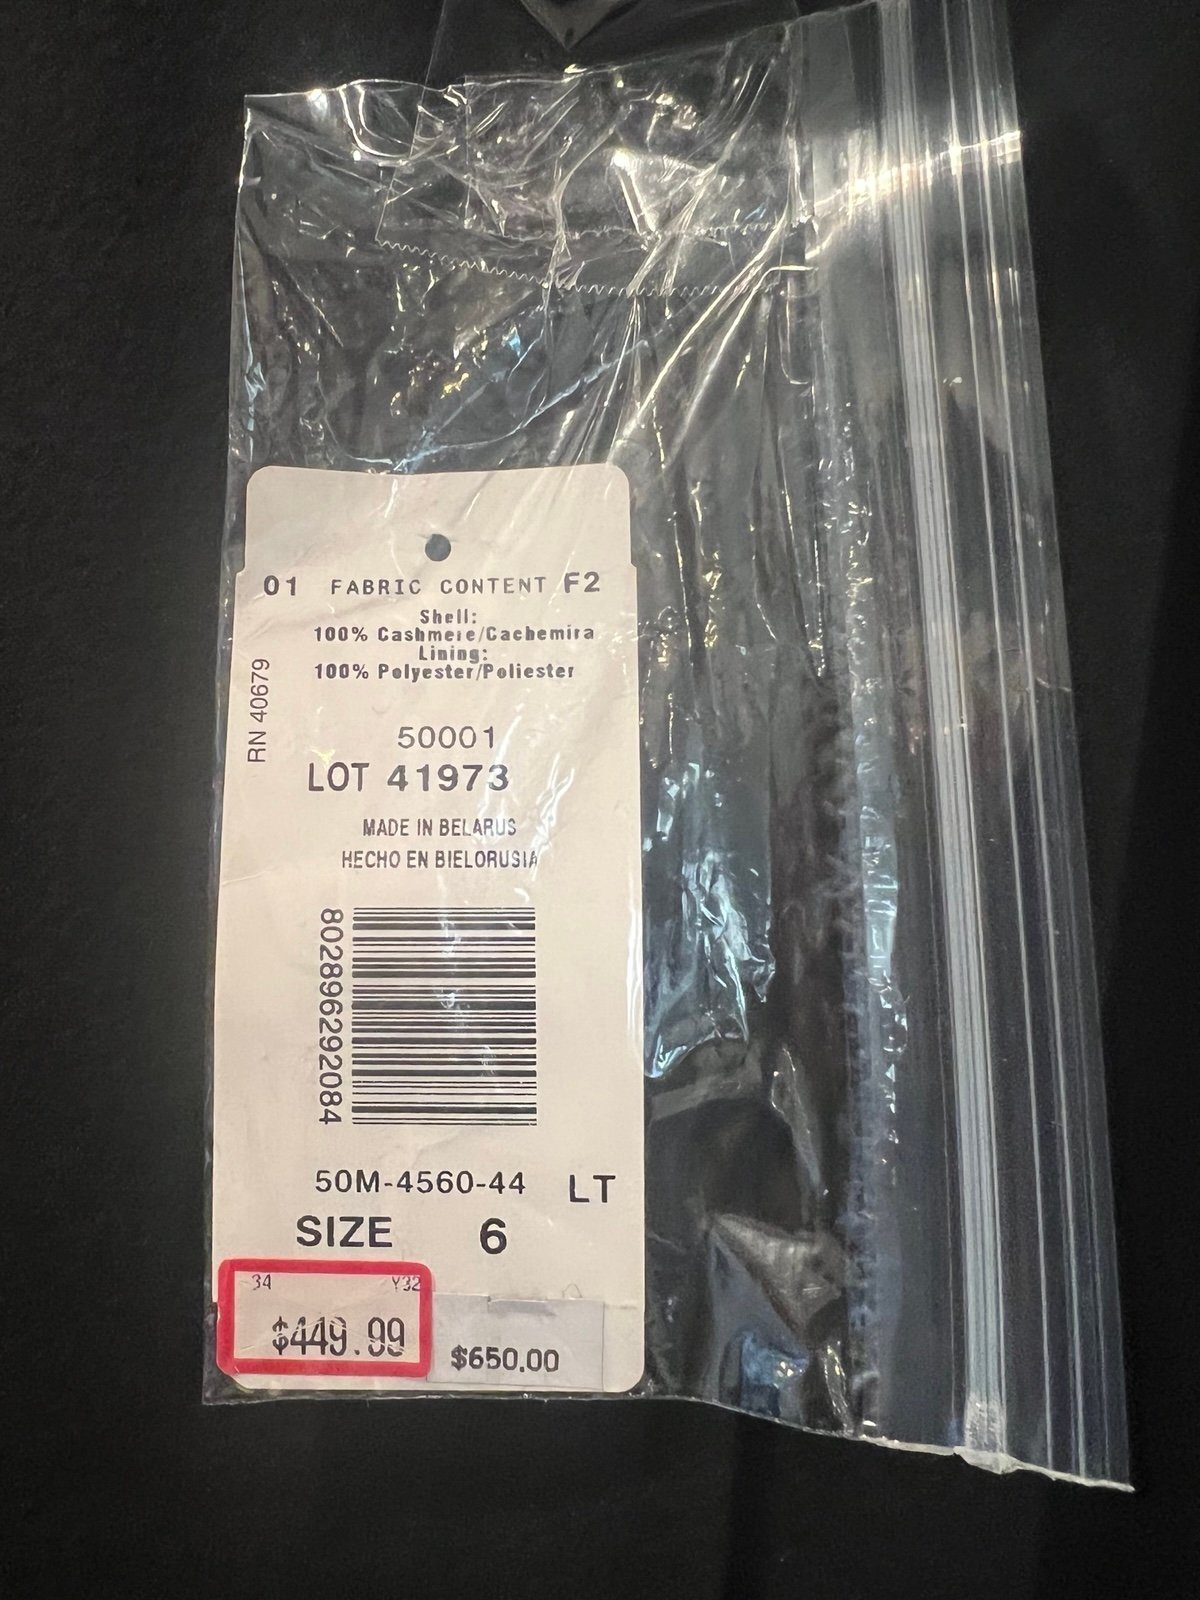 01 FABRIC CONTENT F2
Shell:
100% Cashmere/Cachemira
Lining:
100% Polyester/Poliester
RN 40679
50001
LOT 41973
MADE IN BELARUS
HECHO EN BIELORUSIA
802896292084
50M-4560-44 LT
SIZE 6
34 Y32
$449.99
$650.00